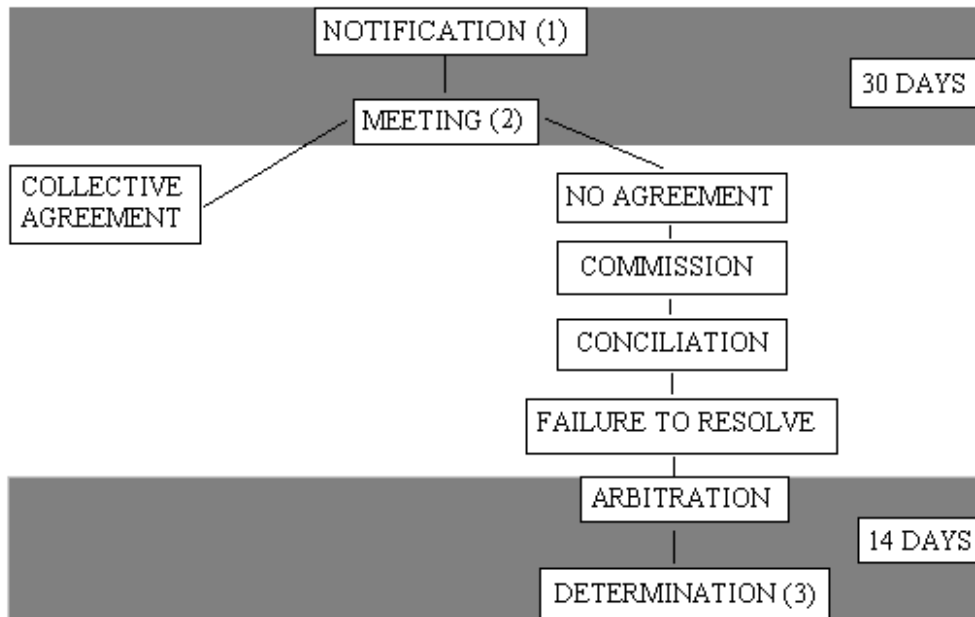 NOTIFICATION (1)
30 DAYS
MEETING (2)
COLLECTIVE
AGREEMENT
NO AGREEMENT
COMMISSION
CONCILIATION
FAILURE TO RESOLVE
ARBITRATION
14 DAYS
DETERMINATION (3)